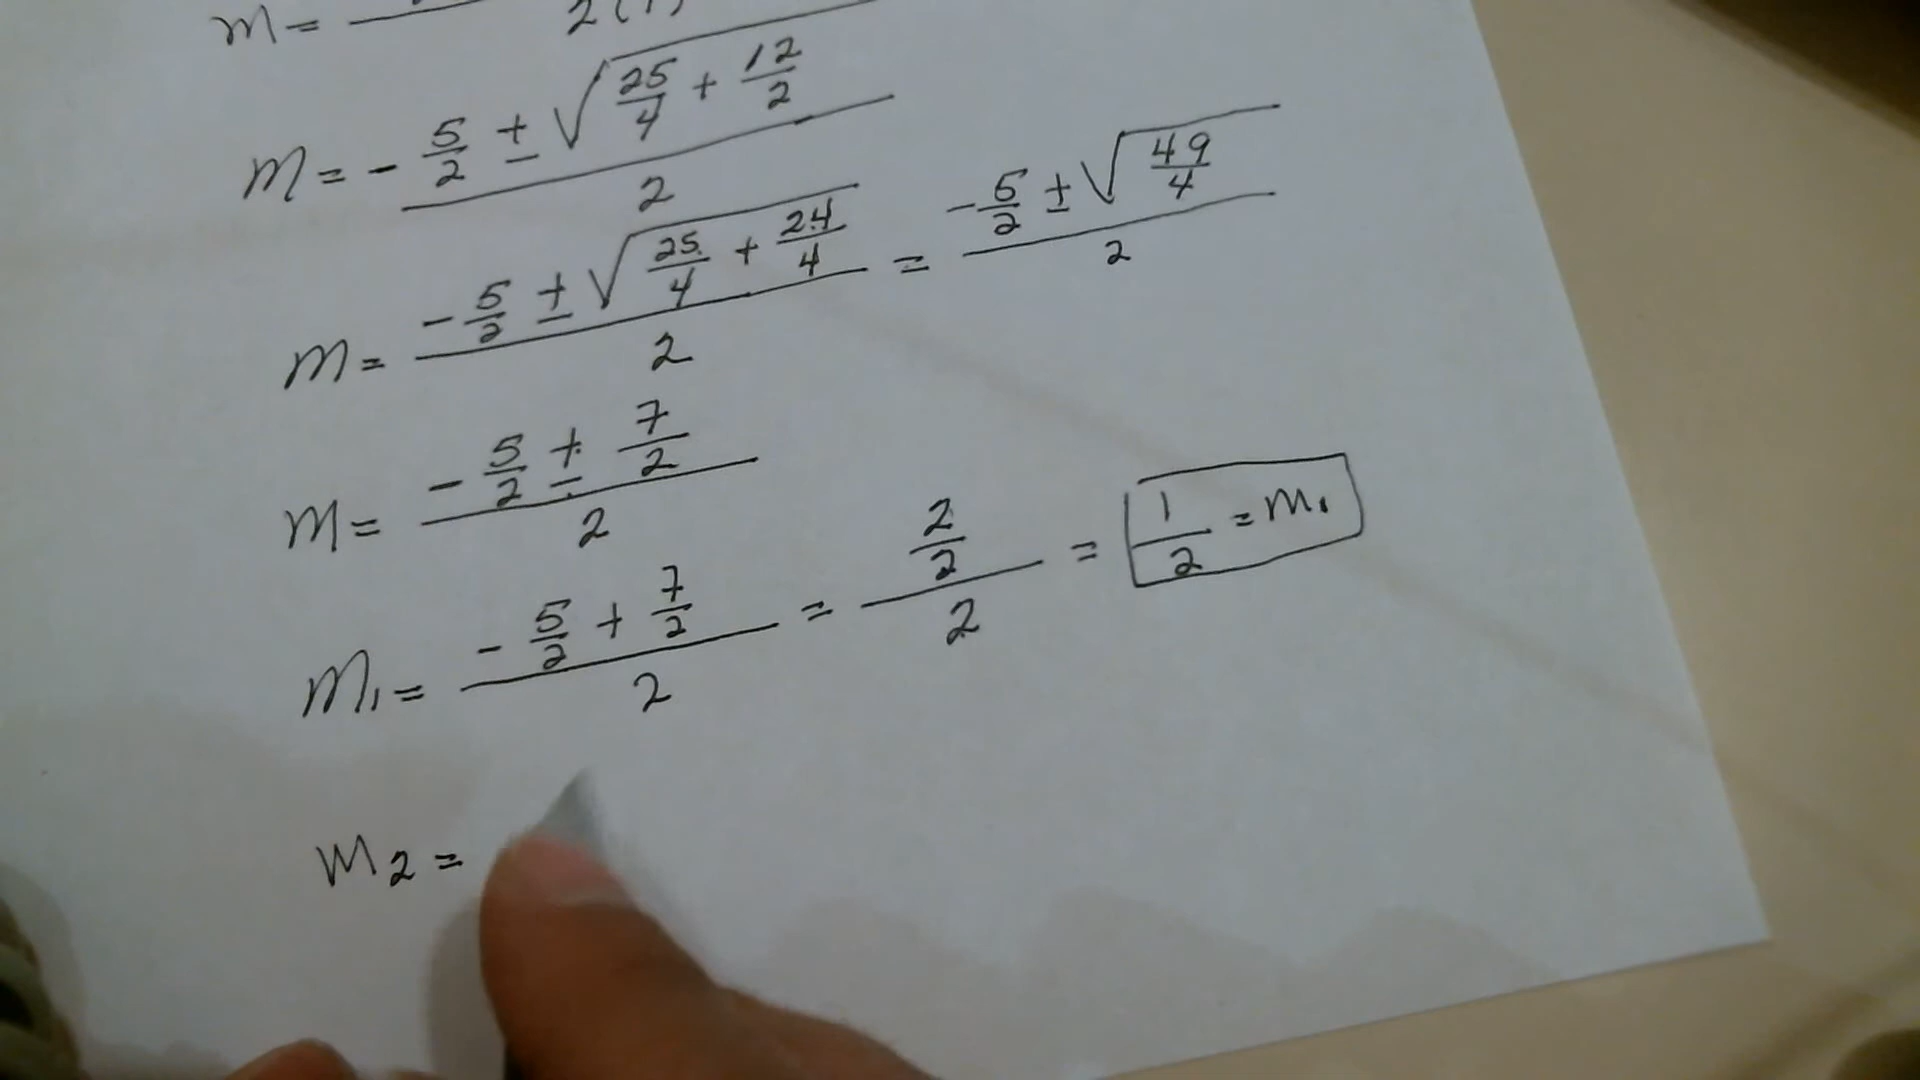 m = 2(1)
m = - 5/2 ± √(25/4 + 12/2) / 2
m = - 5/2 ± √(25/4 + 24/4) / 2 = - 5/2 ± √(49/4) / 2
m = - 5/2 ± 7/2 / 2
m₁ = - 5/2 + 7/2 / 2 = 2/2 / 2 = 1/2 = m₁
m₂ =